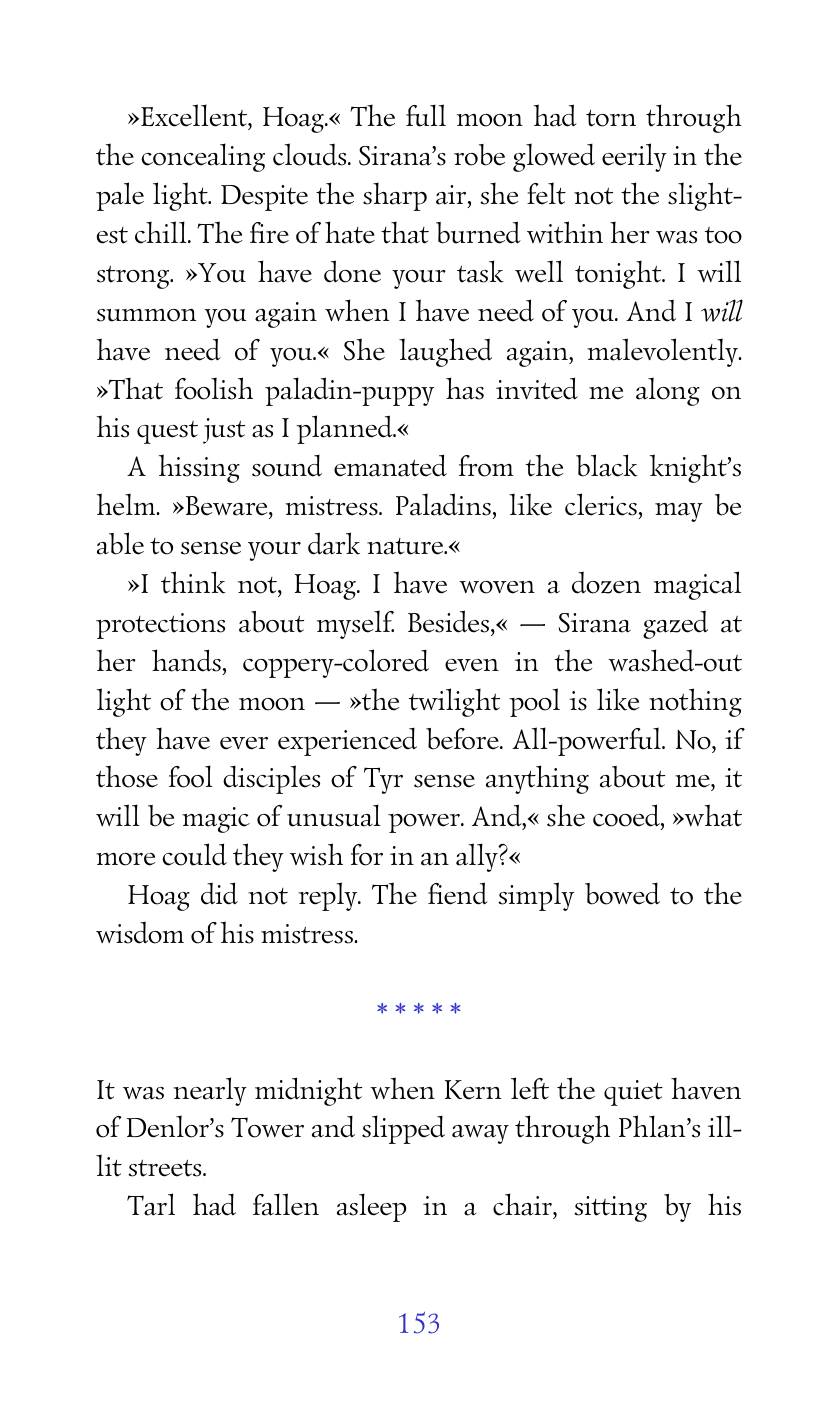 »Excellent, Hoag.« The full moon had torn through
the concealing clouds. Sirana’s robe glowed eerily in the
pale light. Despite the sharp air, she felt not the slight-
est chill. The fire of hate that burned within her was too
strong. »You have done your task well tonight. I will
summon you again when I have need of you. And I will
have need of you.« She laughed again, malevolently.
»That foolish paladin-puppy has invited me along on
his quest just as I planned.«
A hissing sound emanated from the black knight’s
helm. »Beware, mistress. Paladins, like clerics, may be
able to sense your dark nature.«
»I think not, Hoag. I have woven a dozen magical
protections about myself. Besides,« — Sirana gazed at
her hands, coppery-colored even in the washed-out
light of the moon — »the twilight pool is like nothing
they have ever experienced before. All-powerful. No, if
those fool disciples of Tyr sense anything about me, it
will be magic of unusual power. And,« she cooed, »what
more could they wish for in an ally?«
Hoag did not reply. The fiend simply bowed to the
wisdom of his mistress.
* * * * *
It was nearly midnight when Kern left the quiet haven
of Denlor’s Tower and slipped away through Phlan’s ill-
lit streets.
Tarl had fallen asleep in a chair, sitting by his
153